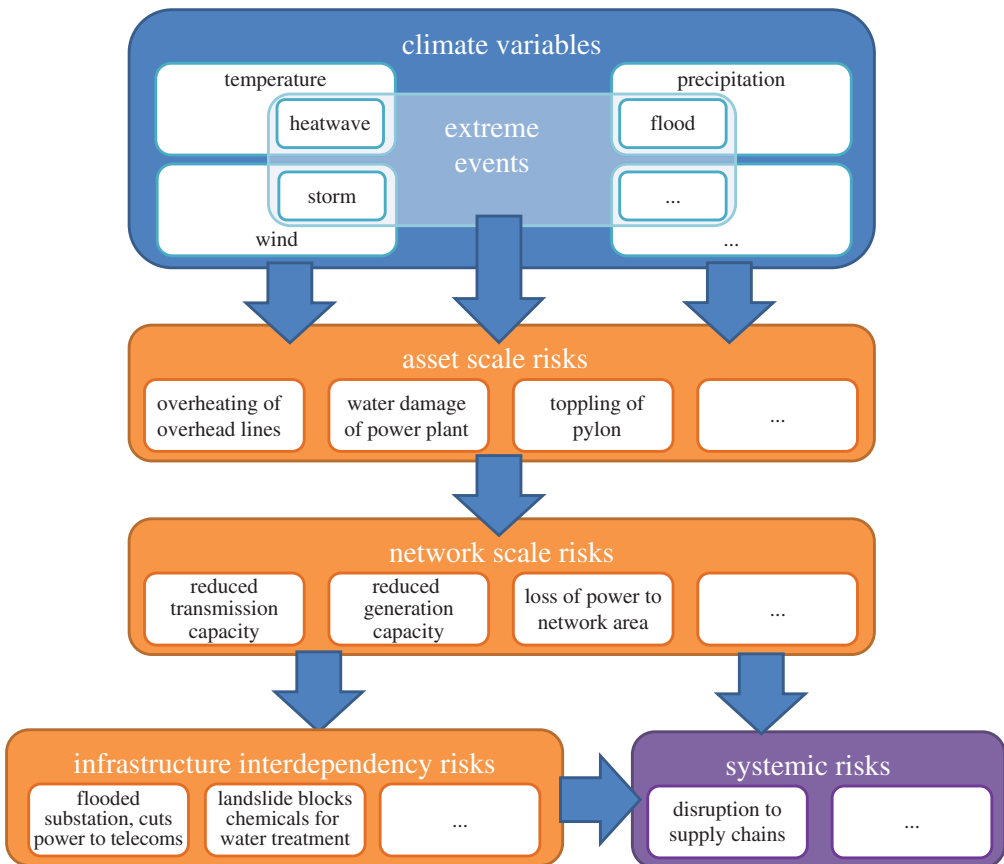 climate variables
temperature
precipitation
heatwave
extreme
events
flood
storm
...
wind
...
asset scale risks
overheating of
overhead lines
water damage
of power plant
toppling of
pylon
...
network scale risks
reduced
transmission
capacity
reduced
generation
capacity
loss of power to
network area
...
infrastructure interdependency risks
flooded
substation, cuts
power to telecoms
landslide blocks
chemicals for
water treatment
...
systemic risks
disruption to
supply chains
...